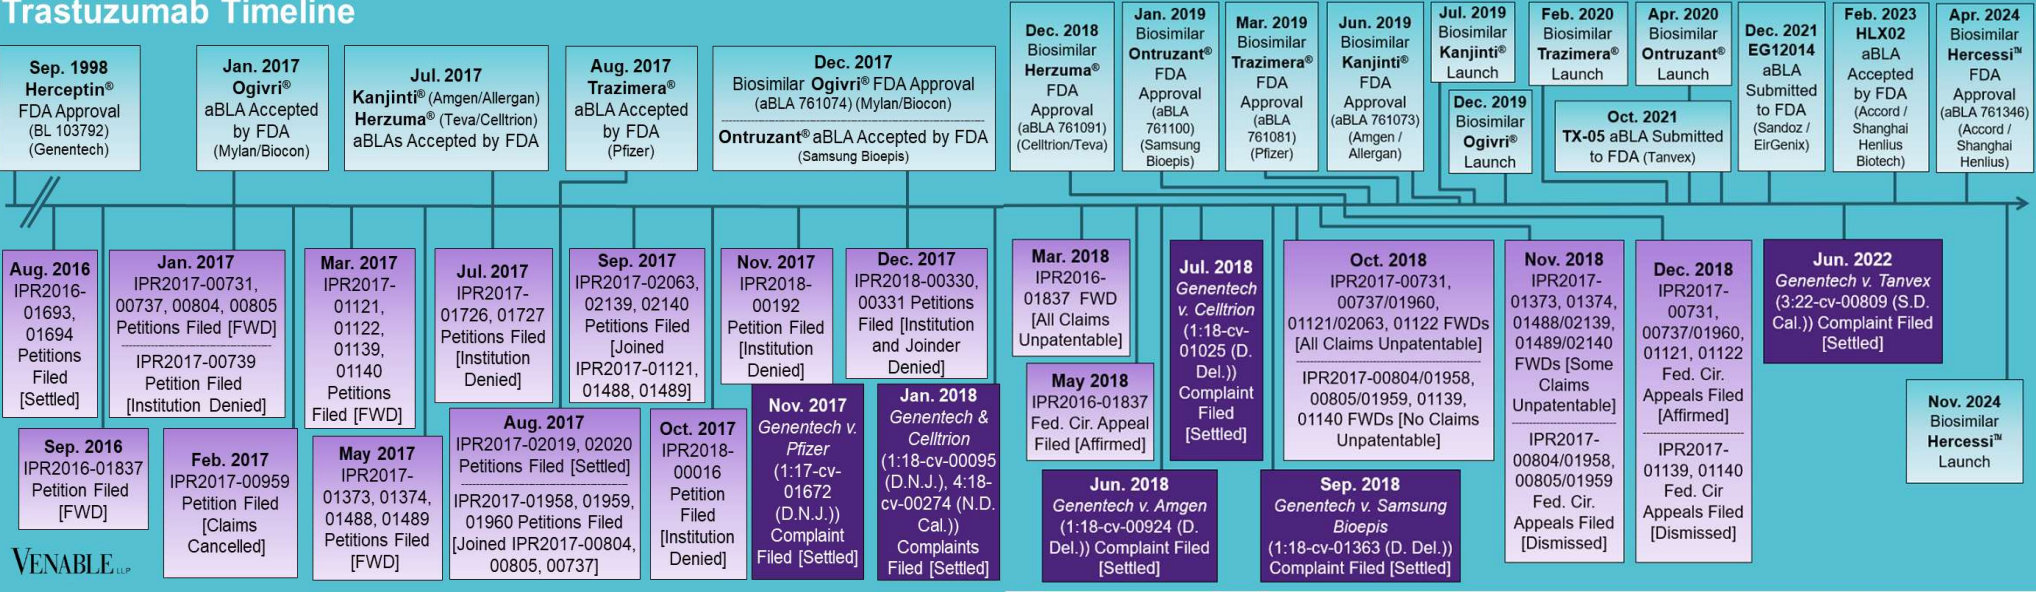 Trastuzumab Timeline
Sep. 1998
Herceptin®
FDA Approval
(BL 103792)
(Genentech)
Jan. 2017
Ogivri®
aBLA Accepted
by FDA
(Mylan/Biocon)
Jul. 2017
Kanjinti® (Amgen/Allergan)
Herzuma® (Teva/Celltrion)
aBLAs Accepted by FDA
Aug. 2017
Trazimera®
aBLA Accepted
by FDA
(Pfizer)
Dec. 2017
Biosimilar Ogivri® FDA Approval
(aBLA 761074) (Mylan/Biocon)
Ontruzant® aBLA Accepted by FDA
(Samsung Bioepis)
Dec. 2018
Biosimilar
Herzuma®
FDA
Approval
(aBLA 761091)
(Celltrion/Teva)
Jan. 2019
Biosimilar
Ontruzant®
FDA
Approval
(aBLA
761100)
(Samsung
Bioepis)
Mar. 2019
Biosimilar
Trazimera®
FDA
Approval
(aBLA
761081)
(Pfizer)
Jun. 2019
Biosimilar
Kanjinti®
FDA
Approval
(aBLA 761073)
(Amgen /
Allergan)
Jul. 2019
Biosimilar
Kanjinti®
Launch
Dec. 2019
Biosimilar
Ogivri®
Launch
Feb. 2020
Biosimilar
Trazimera®
Launch
Apr. 2020
Biosimilar
Ontruzant®
Launch
Oct. 2021
TX-05 aBLA Submitted
to FDA (Tanvex)
Dec. 2021
EG12014
aBLA
Submitted
to FDA
(Sandoz /
EirGenix)
Feb. 2023
HLX02
aBLA
Accepted
by FDA
(Accord /
Shanghai
Henlius
Biotech)
Apr. 2024
Biosimilar
Hercessi™
FDA
Approval
(aBLA 761346)
(Accord /
Shanghai
Henlius)
Aug. 2016
IPR2016-
01693,
01694
Petitions
Filed
[Settled]
Sep. 2016
IPR2016-01837
Petition Filed
[FWD]
Jan. 2017
IPR2017-00731,
00737, 00804, 00805
Petitions Filed [FWD]
IPR2017-00739
Petition Filed
[Institution Denied]
Feb. 2017
IPR2017-00959
Petition Filed
[Claims
Cancelled]
Mar. 2017
IPR2017-
01121,
01122,
01139,
01140
Petitions
Filed [FWD]
May 2017
IPR2017-
01373, 01374,
01488, 01489
Petitions Filed
[FWD]
Jul. 2017
IPR2017-
01726, 01727
Petitions Filed
[Institution
Denied]
Aug. 2017
IPR2017-02019, 02020
Petitions Filed [Settled]
IPR2017-01958, 01959,
01960 Petitions Filed
[Joined IPR2017-00804,
00805, 00737]
Sep. 2017
IPR2017-02063,
02139, 02140
Petitions Filed
[Joined
IPR2017-01121,
01488, 01489]
Oct. 2017
IPR2018-
00016
Petition
Filed
[Institution
Denied]
Nov. 2017
IPR2018-
00192
Petition Filed
[Institution
Denied]
Nov. 2017
Genentech v.
Pfizer
(1:17-cv-
01672
(D.N.J.))
Complaint
Filed [Settled]
Dec. 2017
IPR2018-00330,
00331 Petitions
Filed [Institution
and Joinder
Denied]
Jan. 2018
Genentech &
Celltrion
(1:18-cv-00095
(D.N.J.), 4:18-
cv-00274 (N.D.
Cal.))
Complaints
Filed [Settled]
Mar. 2018
IPR2016-
01837 FWD
[All Claims
Unpatentable]
May 2018
IPR2016-01837
Fed. Cir. Appeal
Filed [Affirmed]
Jun. 2018
Genentech v. Amgen
(1:18-cv-00924 (D.
Del.)) Complaint Filed
[Settled]
Jul. 2018
Genentech
v. Celltrion
(1:18-cv-
01025 (D.
Del.))
Complaint
Filed
[Settled]
Sep. 2018
Genentech v. Samsung
Bioepis
(1:18-cv-01363 (D. Del.))
Complaint Filed [Settled]
Oct. 2018
IPR2017-00731,
00737/01960,
01121/02063, 01122 FWDs
[All Claims Unpatentable]
IPR2017-00804/01958,
00805/01959, 01139,
01140 FWDs [No Claims
Unpatentable]
Nov. 2018
IPR2017-
01373, 01374,
01488/02139,
01489/02140
FWDs [Some
Claims
Unpatentable]
IPR2017-
00804/01958,
00805/01959
Fed. Cir.
Appeals Filed
[Dismissed]
Dec. 2018
IPR2017-
00731,
00737/01960,
01121, 01122
Fed. Cir.
Appeals Filed
[Affirmed]
IPR2017-
01139, 01140
Fed. Cir
Appeals Filed
[Dismissed]
Jun. 2022
Genentech v. Tanvex
(3:22-cv-00809 (S.D.
Cal.)) Complaint Filed
[Settled]
Nov. 2024
Biosimilar
Hercessi™
Launch
VENABLE LLP